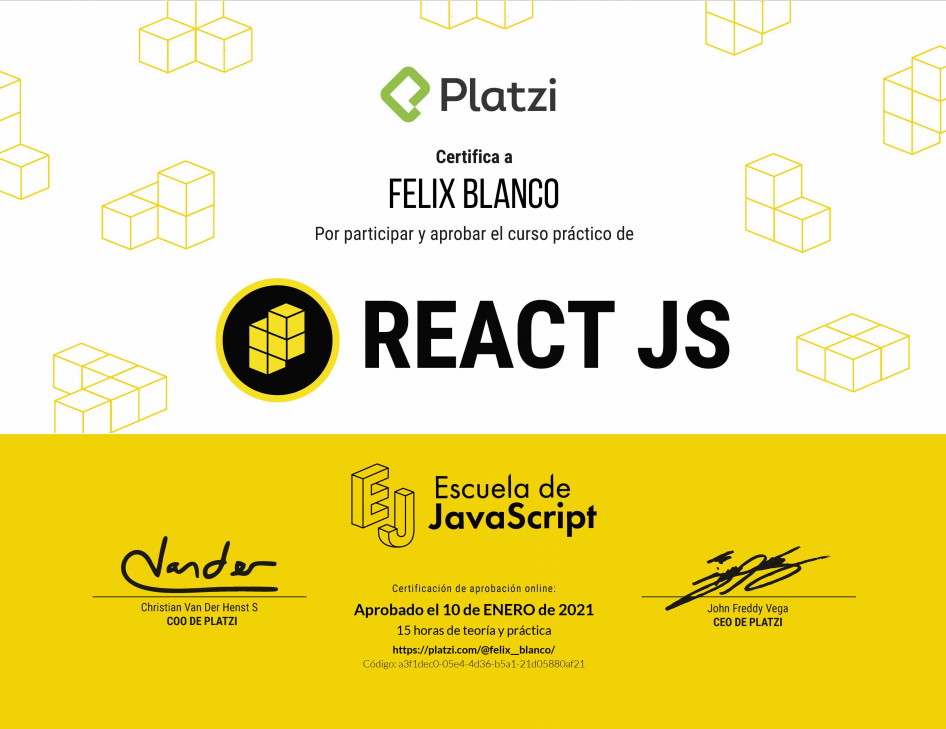 Platzi
Certifica a
FELIX BLANCO
Por participar y aprobar el curso práctico de
REACT JS
EJ
Escuela de
JavaScript
Vander
Christian Van Der Henst S
COO DE PLATZI
Certificación de aprobación online:
Aprobado el 10 de ENERO de 2021
15 horas de teoría y práctica
https://platzi.com/@felix__blanco/
Código: a3f1dec0-05e4-4d36-b5a1-21d05880af21
John Freddy Vega
CEO DE PLATZI